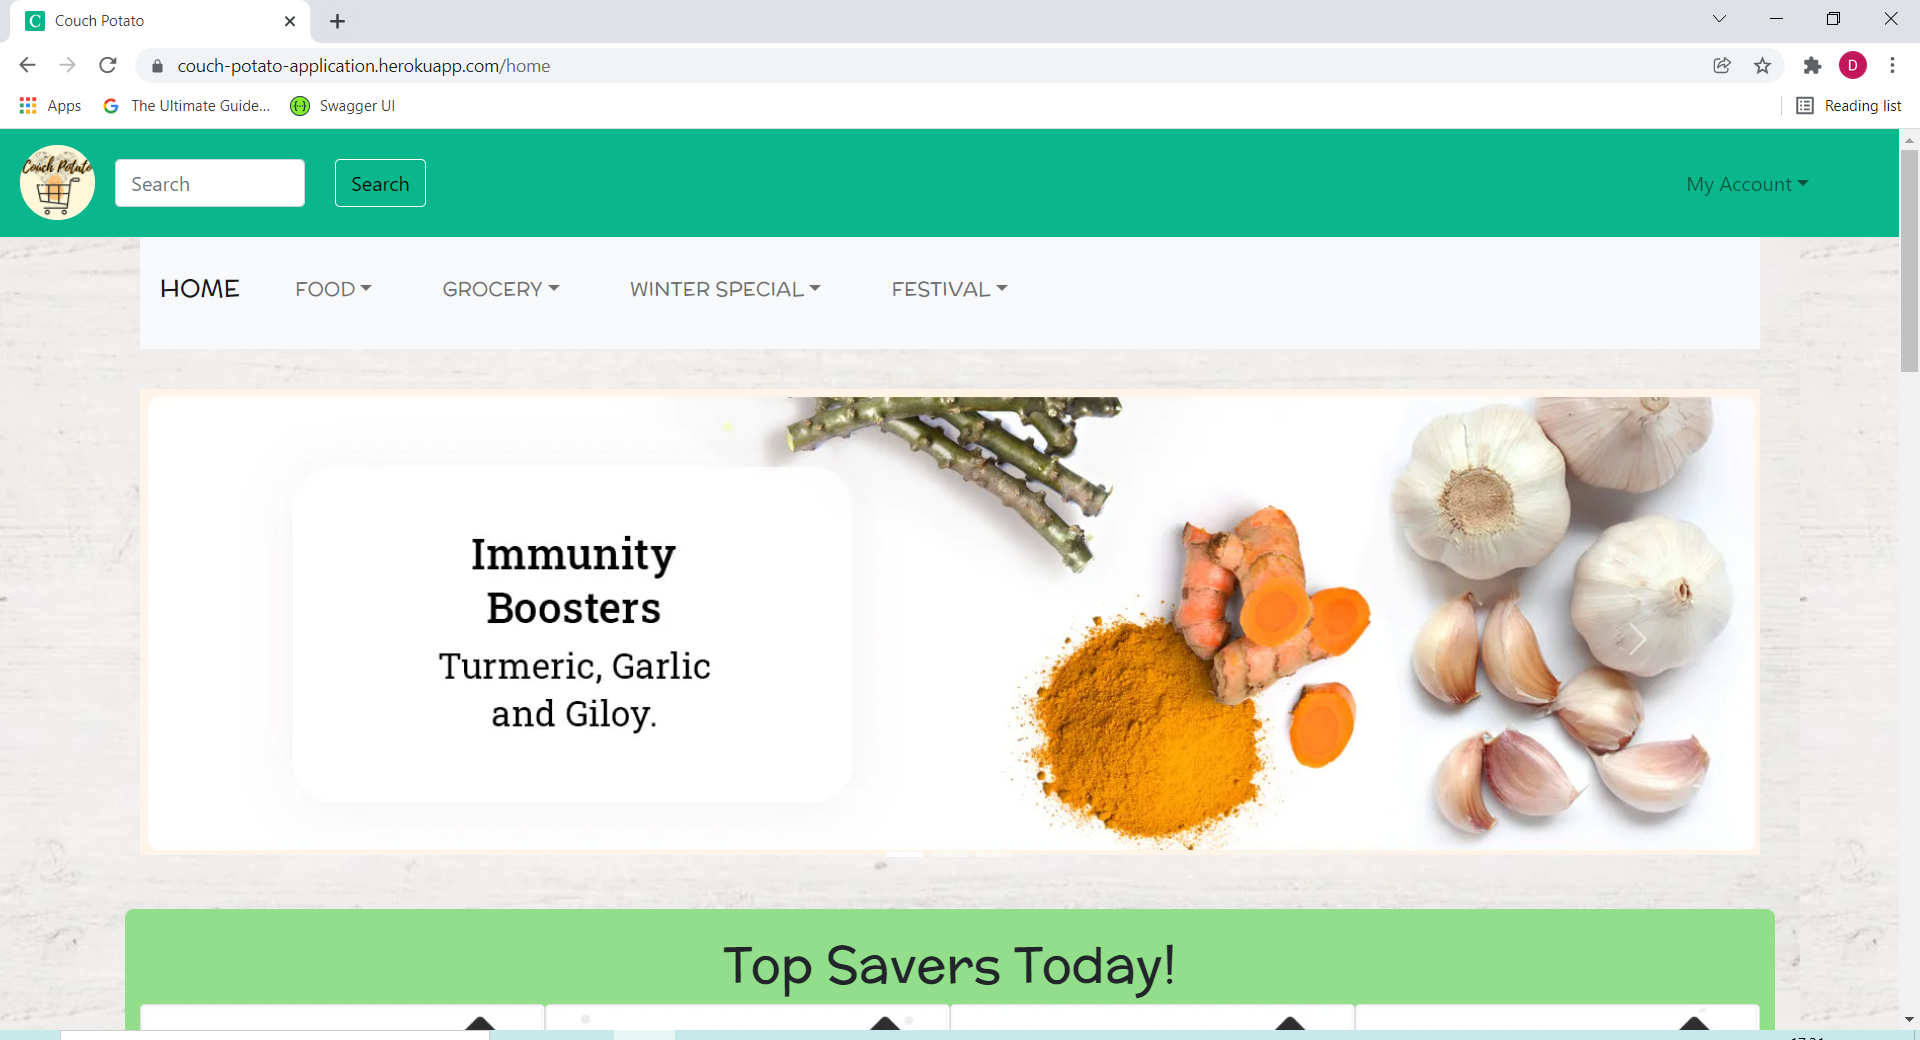 C Couch Potato
couch-potato-application.herokuapp.com/home
D
Apps The Ultimate Guide... Swagger UI Reading list
Couch Potato
Search Search My Account
HOME FOOD GROCERY WINTER SPECIAL FESTIVAL
Immunity
Boosters
Turmeric, Garlic
and Giloy.
Top Savers Today!